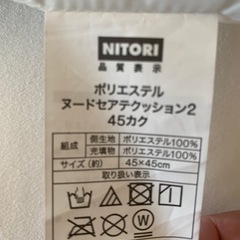 NITORI
品質表示
ポリエステル
ヌードセアテクッション2
45カク
組成 側生地 ポリエステル100%
充填物 ポリエステル100%
サイズ(約) 45×45cm
取り扱い表示
W